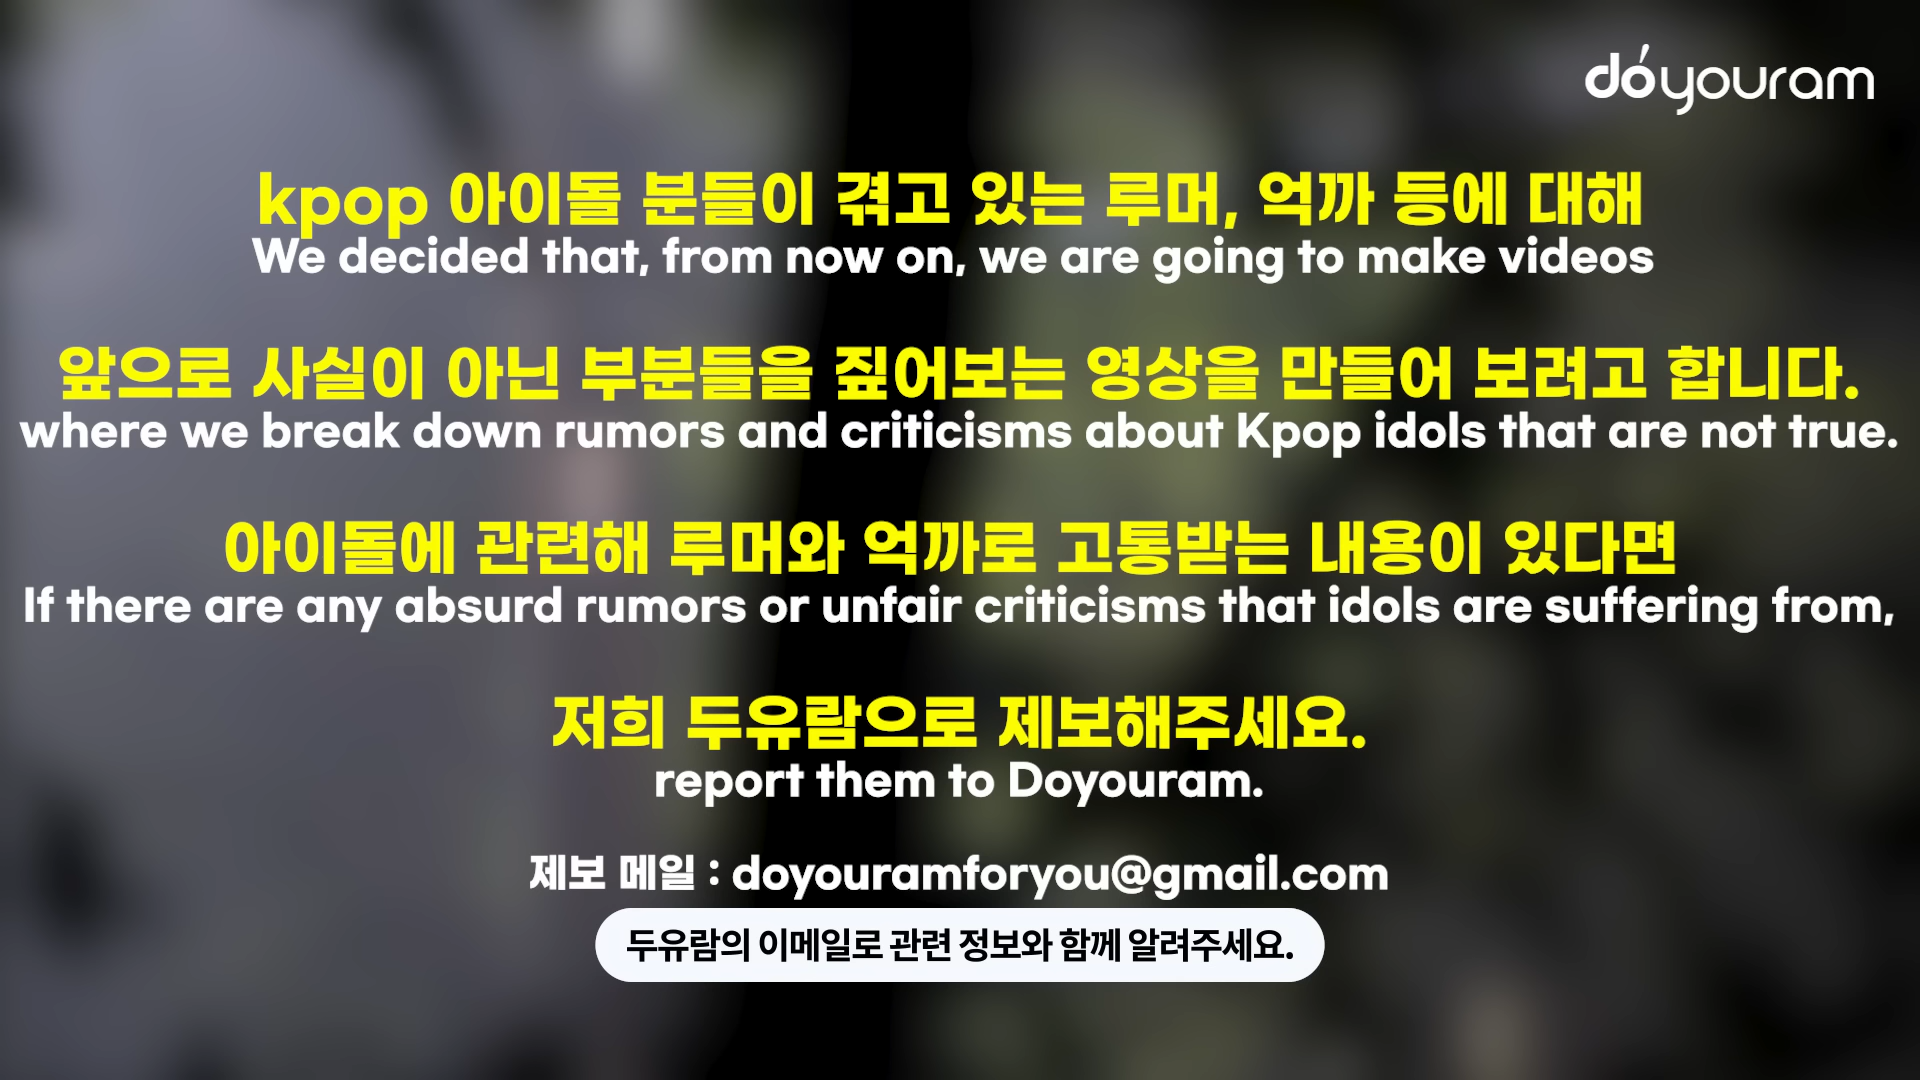 dóyouram
kpop 아이돌 분들이 겪고 있는 루머, 억까 등에 대해
We decided that, from now on, we are going to make videos
앞으로 사실이 아닌 부분들을 짚어보는 영상을 만들어 보려고 합니다.
where we break down rumors and criticisms about Kpop idols that are not true.
아이돌에 관련해 루머와 억까로 고통받는 내용이 있다면
If there are any absurd rumors or unfair criticisms that idols are suffering from,
저희 두유람으로 제보해주세요.
report them to Doyouram.
제보 메일 : doyouramforyou@gmail.com
두유람의 이메일로 관련 정보와 함께 알려주세요.